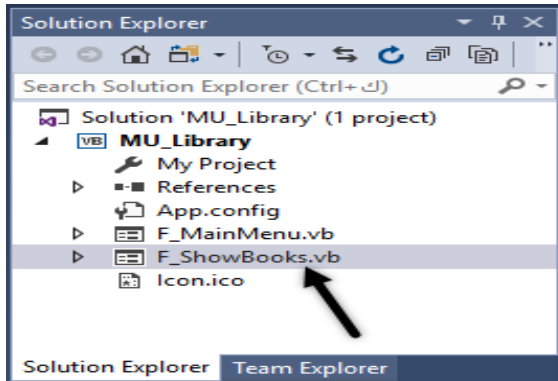 Solution Explorer
Search Solution Explorer (Ctrl+ك)
Solution 'MU_Library' (1 project)
VB MU_Library
My Project
References
App.config
F_MainMenu.vb
F_ShowBooks.vb
Icon.ico
Solution Explorer Team Explorer